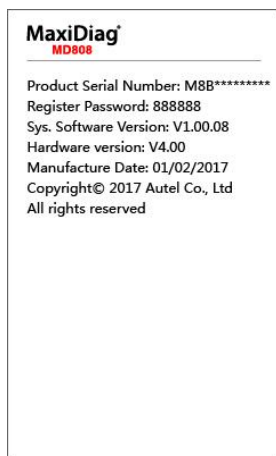 MaxiDiag
MD808
Product Serial Number: M8B*********
Register Password: 888888
Sys. Software Version: V1.00.08
Hardware version: V4.00
Manufacture Date: 01/02/2017
Copyright© 2017 Autel Co., Ltd
All rights reserved